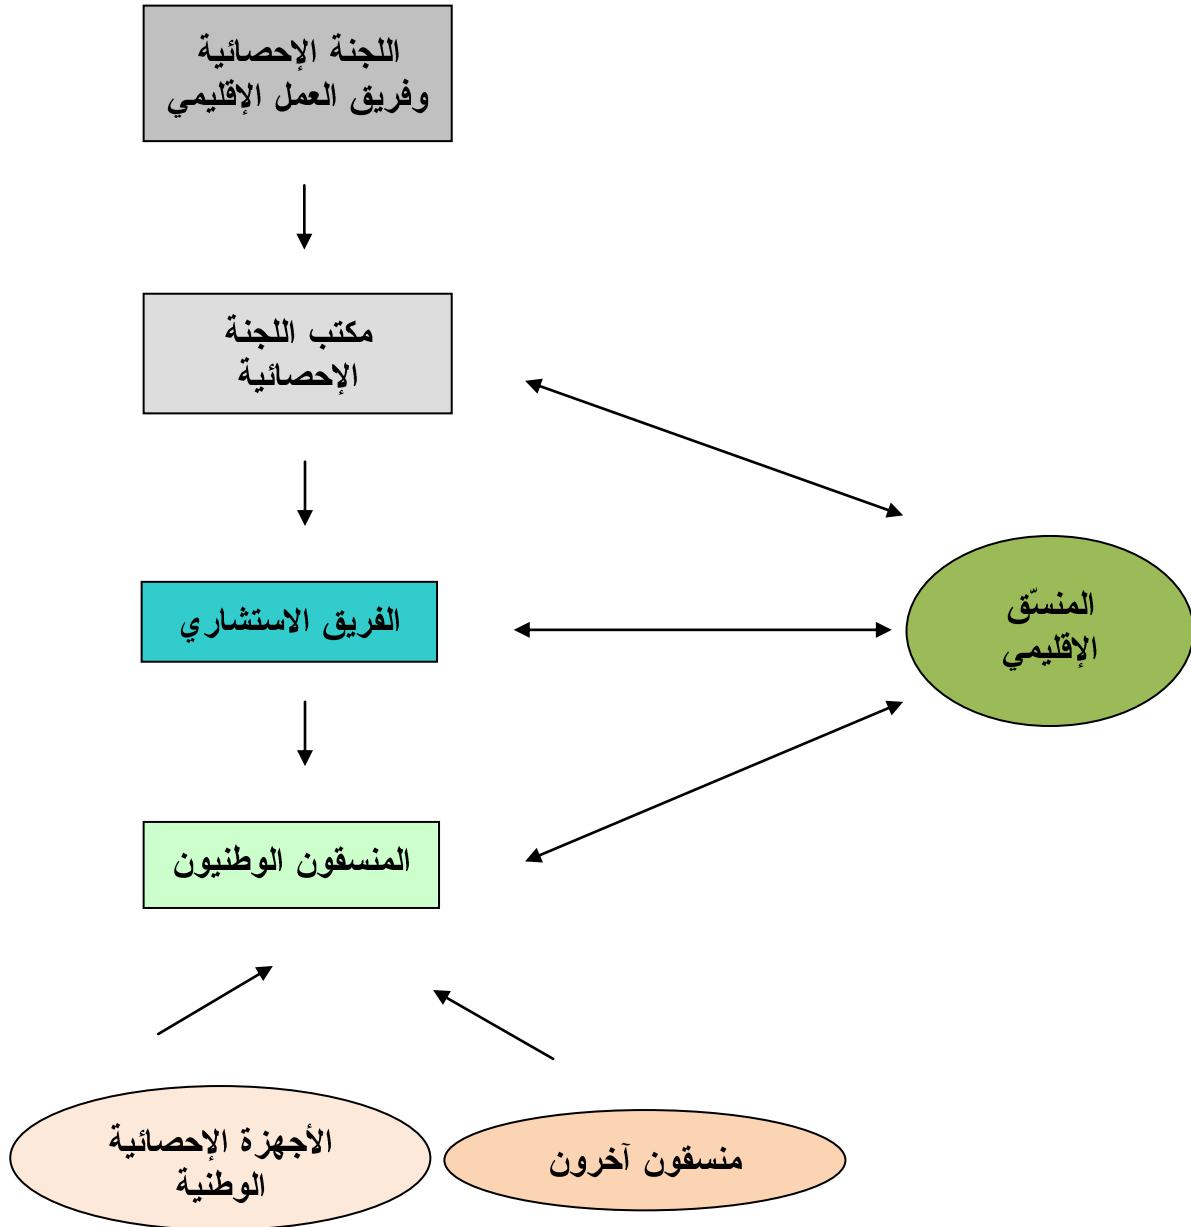 اللجنة الإحصائية
وفريق العمل الإقليمي
مكتب اللجنة
الإحصائية
المنسّق
الإقليمي
الفريق الاستشاري
المنسقون الوطنيون
الأجهزة الإحصائية
الوطنية
منسقون آخرون